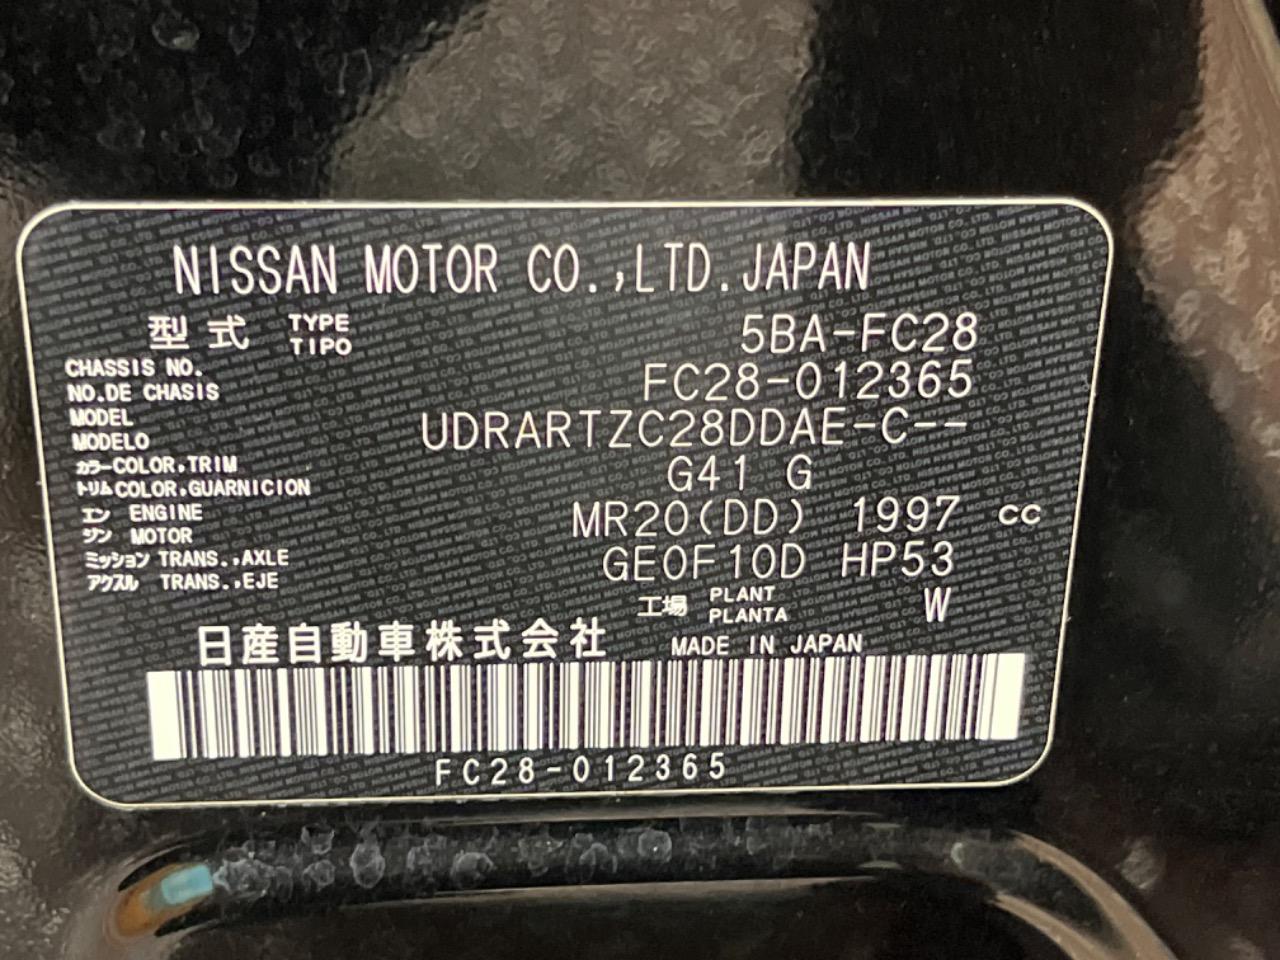 NISSAN MOTOR CO.,LTD.JAPAN
型式 TYPE TIPO 5BA-FC28
CHASSIS NO.
NO.DE CHASIS FC28-012365
MODEL
MODELO UDRARTZC28DDAE-C--
カラー COLOR,TRIM
トリム COLOR,GUARNICION G41 G
エン ENGINE
ジン MOTOR MR20(DD) 1997 cc
ミッション TRANS.,AXLE
アクスル TRANS.,EJE GE0F10D HP53
工場 PLANT PLANTA W
日産自動車株式会社 MADE IN JAPAN
FC28-012365